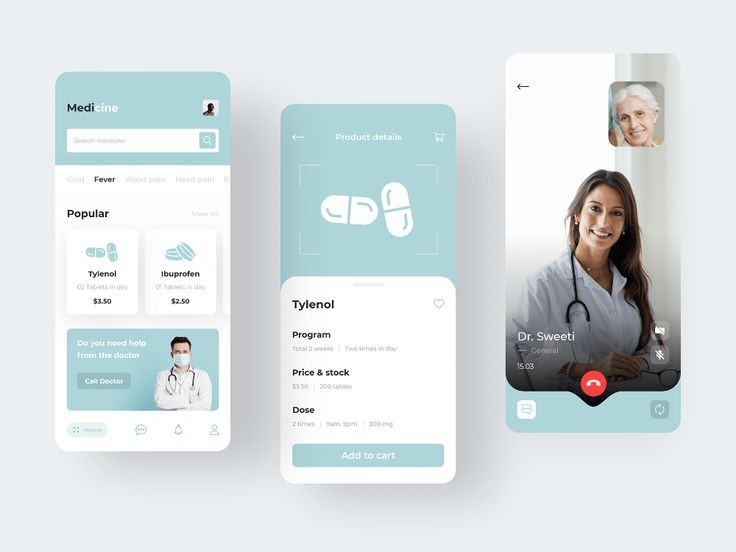 Medicine
Search medicine
Cold Fever Waist pain Head pain
Popular
View All
Tylenol
02 Tablets in day
$3.50
Ibuprofen
01 Tablets in day
$2.50
Do you need help
from the doctor
Call Doctor
Home
Product details
Tylenol
Program
Total 2 weeks | Two times in day
Price & stock
$3.50 | 200 tables
Dose
2 times | 9am, 9pm | 300 mg
Add to cart
Dr. Sweeti
— General
15:03